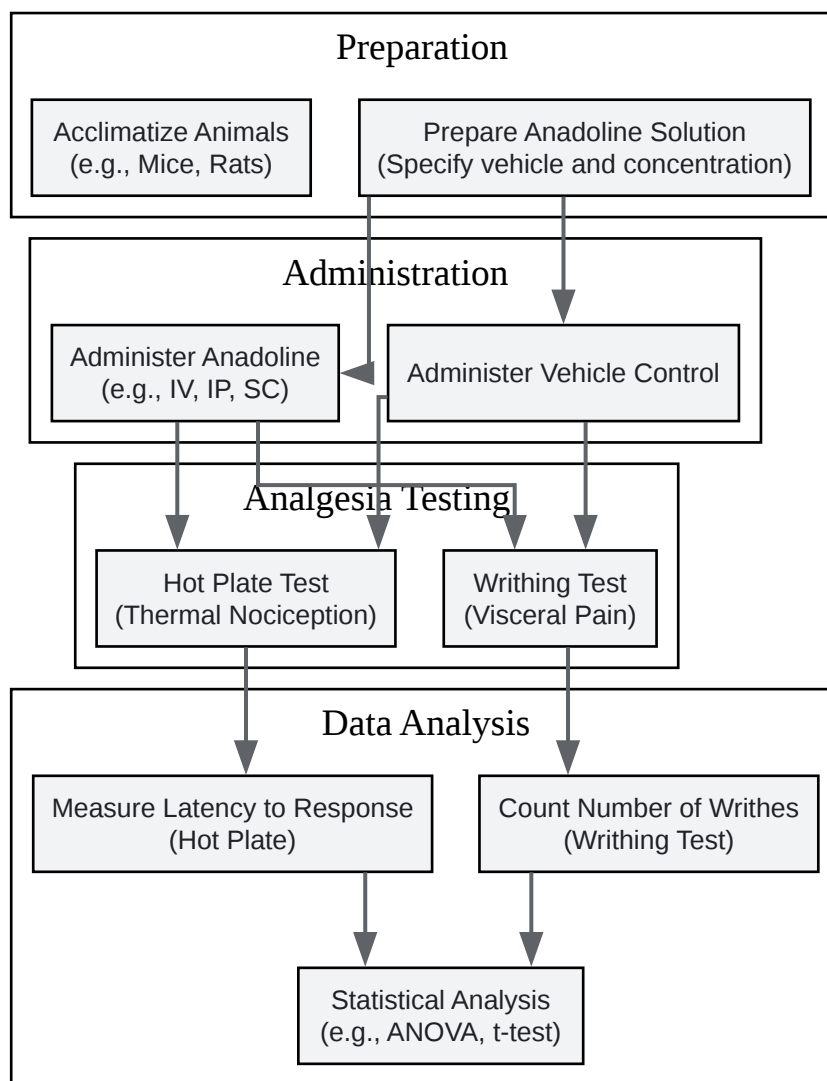 Preparation
Acclimatize Animals
(e.g., Mice, Rats)
Prepare Anadoline Solution
(Specify vehicle and concentration)
Administration
Administer Anadoline
(e.g., IV, IP, SC)
Administer Vehicle Control
Analgesia Testing
Hot Plate Test
(Thermal Nociception)
Writhing Test
(Visceral Pain)
Data Analysis
Measure Latency to Response
(Hot Plate)
Count Number of Writhes
(Writhing Test)
Statistical Analysis
(e.g., ANOVA, t-test)